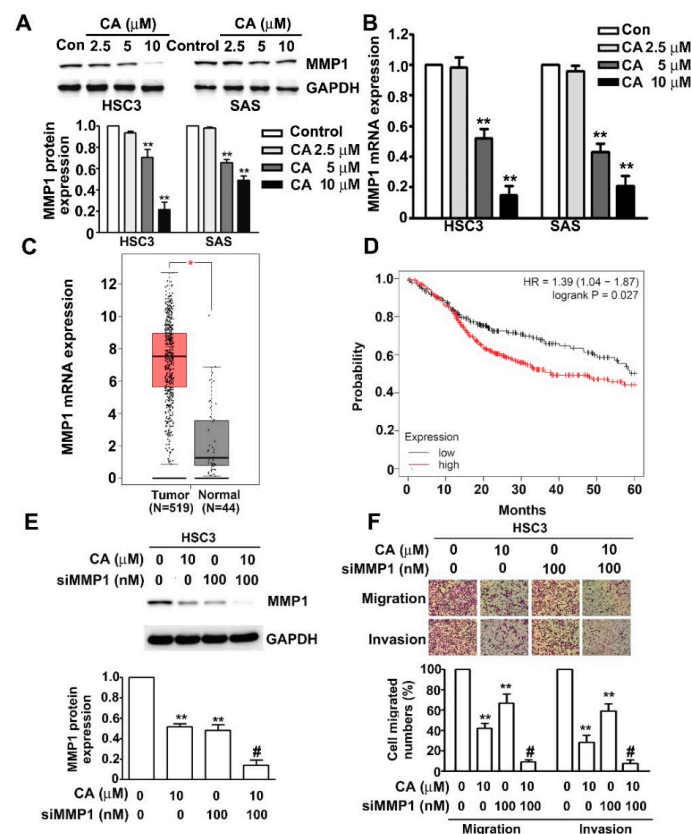 A
CA (μM)
Con 2.5 5 10
CA (μM)
Control 2.5 5 10
MMP1
GAPDH
HSC3 SAS
MMP1 protein
expression
1.0
0.8
0.6
0.4
0.2
0
** ** ** **
HSC3 SAS
Control
CA 2.5 μM
CA 5 μM
CA 10 μM
B
MMP1 mRNA expression
1.2
1.0
0.8
0.6
0.4
0.2
0
** ** ** **
HSC3 SAS
Con
CA 2.5 μM
CA 5 μM
CA 10 μM
C
MMP1 mRNA expression
12
10
8
6
4
2
0
*
Tumor Normal
(N=519) (N=44)
D
HR = 1.39 (1.04 − 1.87)
logrank P = 0.027
Probability
1.0
0.8
0.6
0.4
0.2
0
Expression
low
high
0 10 20 30 40 50 60
Months
E
HSC3
CA (μM) 0 10 0 10
siMMP1 (nM) 0 0 100 100
MMP1
GAPDH
MMP1 protein
expression
1.0
0.8
0.6
0.4
0.2
0
** ** #
CA (μM) 0 10 0 10
siMMP1 (nM) 0 0 100 100
F
HSC3
CA (μM) 0 10 0 10
siMMP1 (nM) 0 0 100 100
Migration
Invasion
Cell migrated
numbers (%)
100
80
60
40
20
0
** ** # ** ** #
CA (μM) 0 10 0 10 0 10 0 10
siMMP1 (nM) 0 0 100 100 0 0 100 100
Migration Invasion